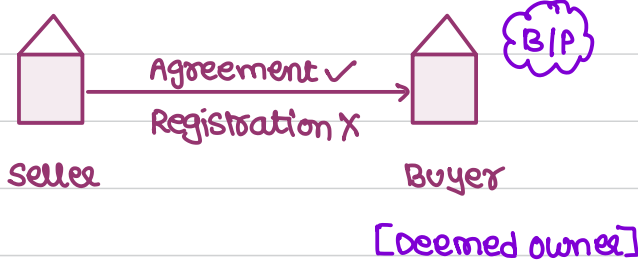 B/P
Agreement ✓
Registration X
Seller
Buyer
[Deemed owner]